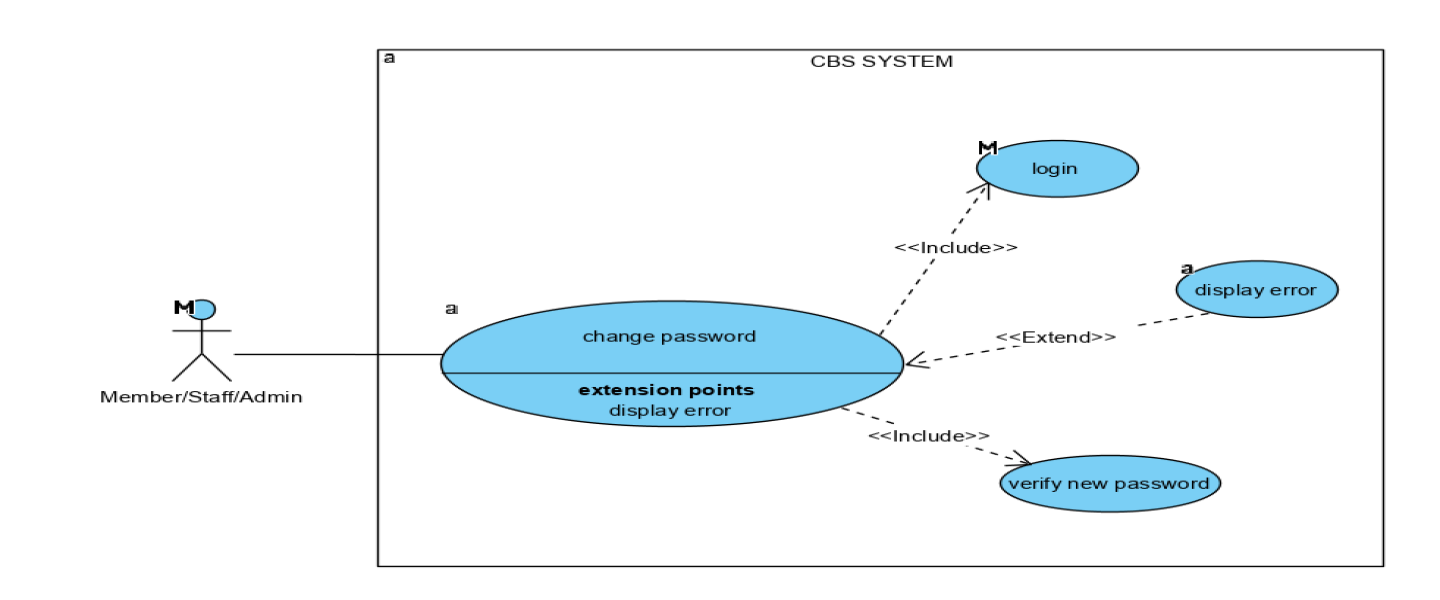 a
CBS SYSTEM
M
login
<<Include>>
a
display error
M
a
change password
<<Extend>>
extension points
display error
Member/Staff/Admin
<<Include>>
verify new password